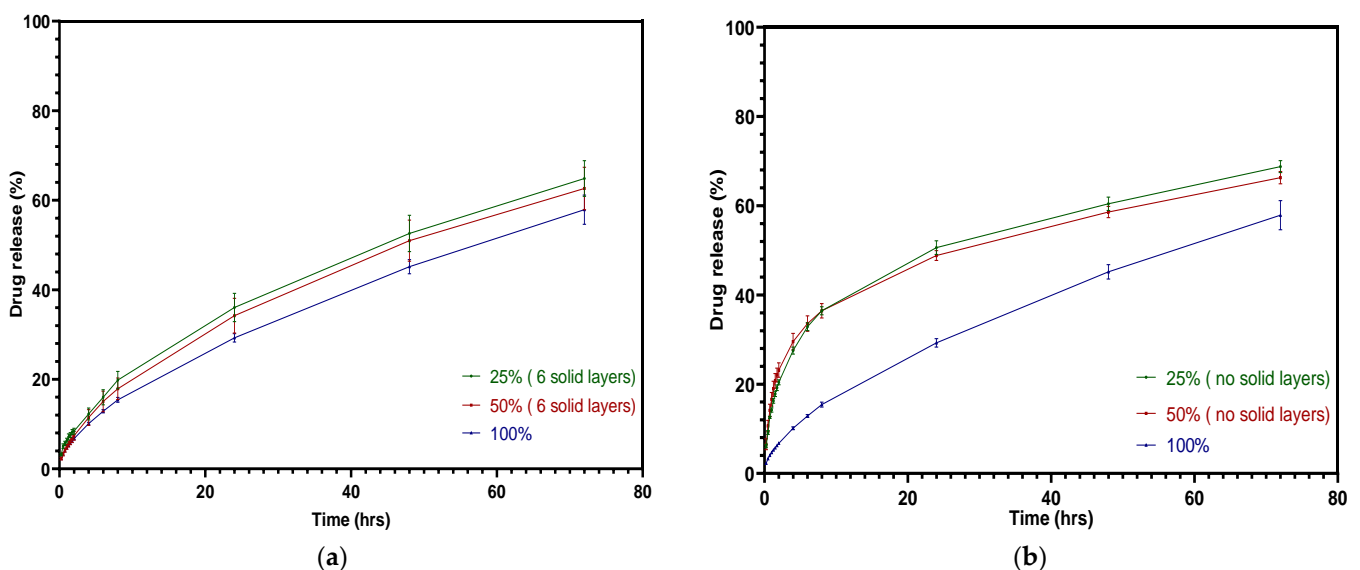 100
80
60
40
20
0
Drug release (%)
25% ( 6 solid layers)
50% ( 6 solid layers)
100%
0 20 40 60 80
Time (hrs)
(a)
100
80
60
40
20
0
Drug release (%)
25% ( no solid layers)
50% ( no solid layers)
100%
0 20 40 60 80
Time (hrs)
(b)